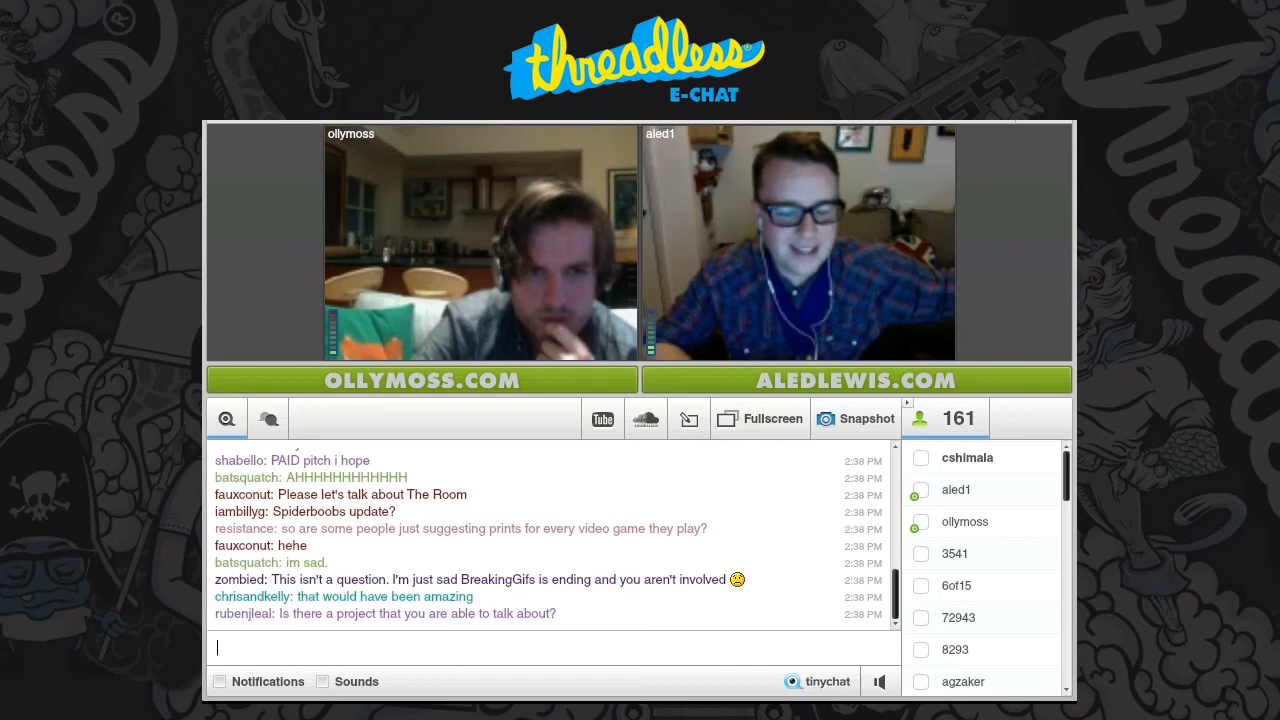 threadless
E-CHAT
ollymoss
aled1
OLLYMOSS.COM
ALEDLEWIS.COM
Tube
Fullscreen
Snapshot
161
shabello: PAID pitch i hope 2:38 PM
batsquatch: AHHHHHHHHHHHH 2:38 PM
fauxconut: Please let's talk about The Room 2:38 PM
iambillyg: Spiderboobs update? 2:38 PM
resistance: so are some people just suggesting prints for every video game they play? 2:38 PM
fauxconut: hehe 2:38 PM
batsquatch: im sad. 2:38 PM
zombied: This isn't a question. I'm just sad BreakingGifs is ending and you aren't involved 2:38 PM
chrisandkelly: that would have been amazing 2:38 PM
rubenjleal: Is there a project that you are able to talk about? 2:38 PM
cshimala
aled1
ollymoss
3541
6of15
72943
8293
agzaker
Notifications
Sounds
tinychat